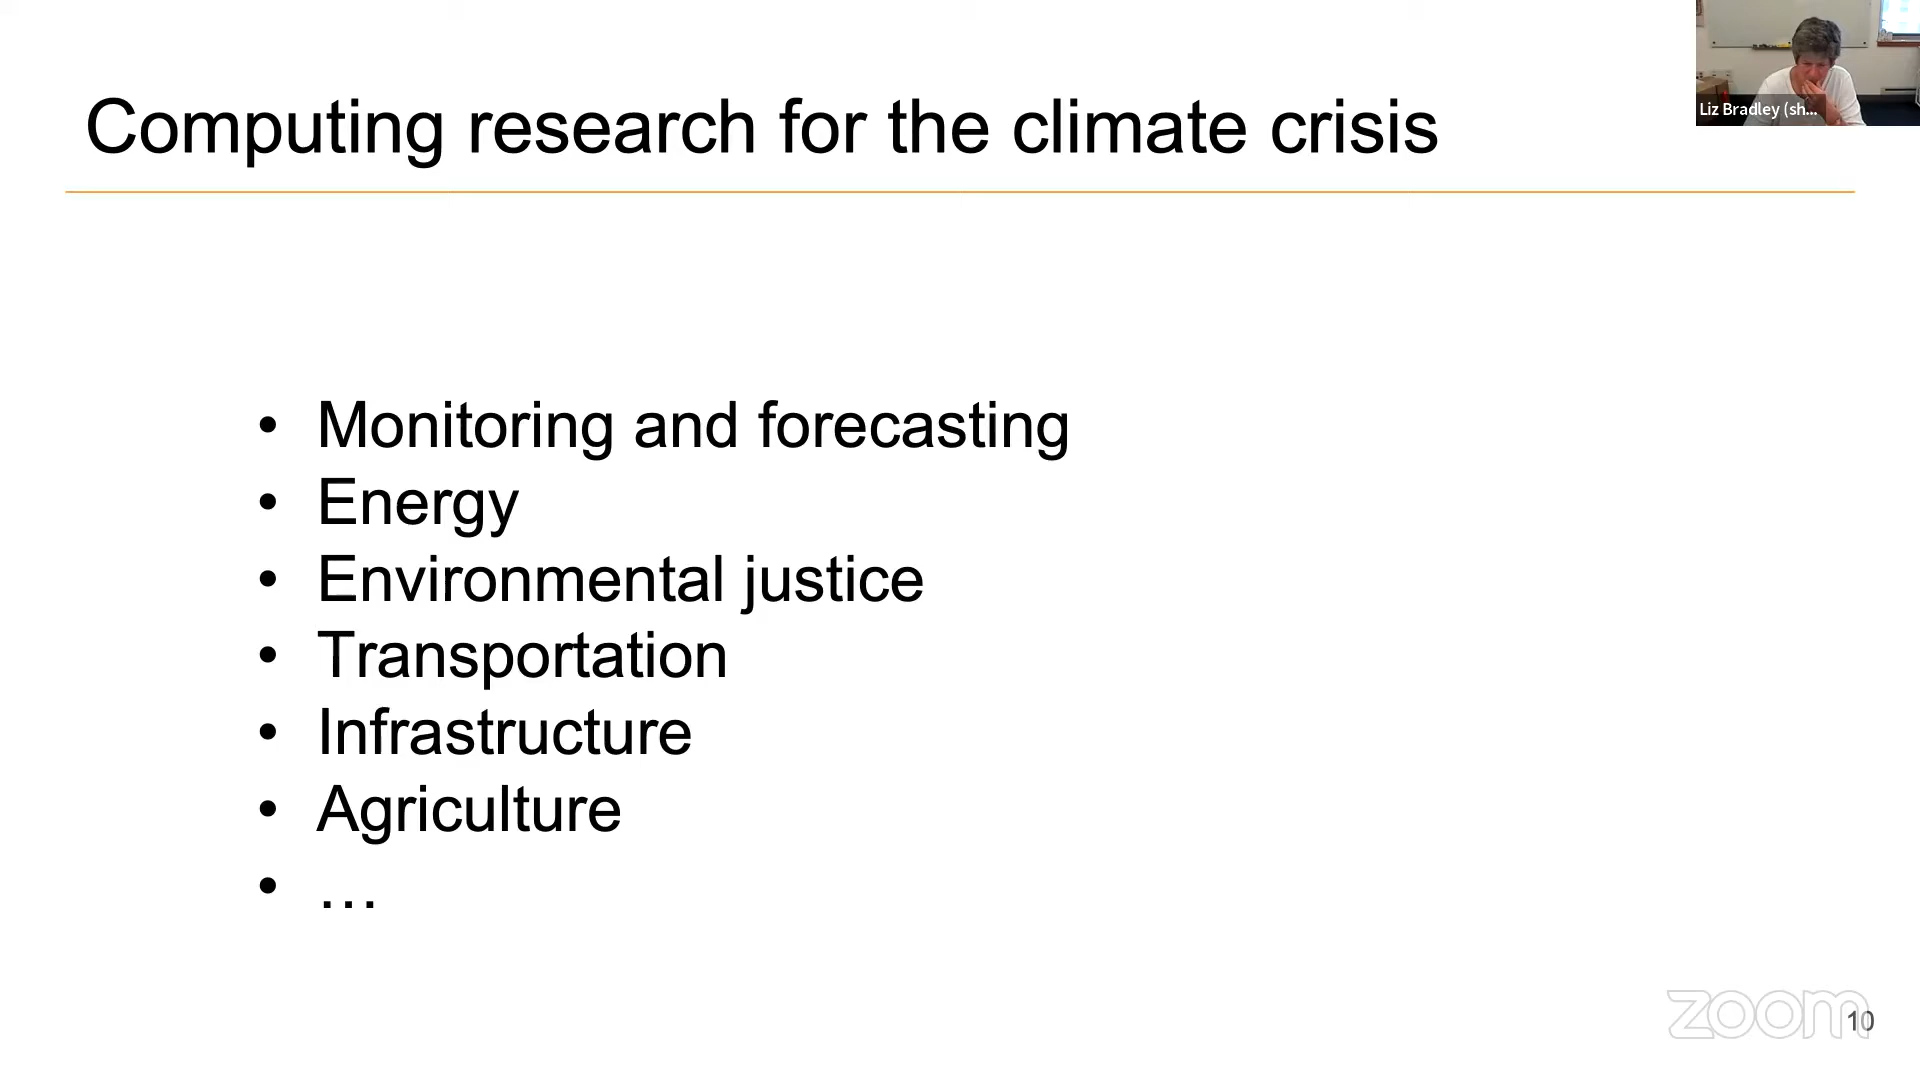 Computing research for the climate crisis
Liz Bradley (sh...
• Monitoring and forecasting
• Energy
• Environmental justice
• Transportation
• Infrastructure
• Agriculture
• …
zoom
10